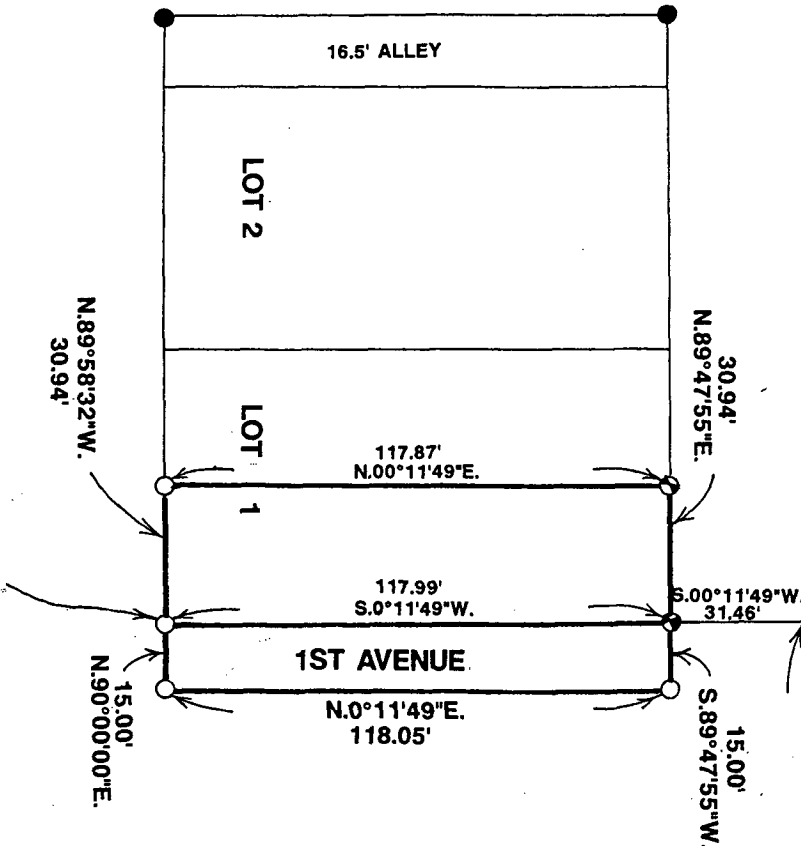 16.5' ALLEY
LOT 2
N.89°58'32"W.
30.94'
30.94'
N.89°47'55"E.
LOT 1
117.87'
N.00°11'49"E.
117.99'
S.0°11'49"W.
S.00°11'49"W.
31.46'
1ST AVENUE
15.00'
N.90°00'00"E.
N.0°11'49"E.
118.05'
15.00'
S.89°47'55"W.